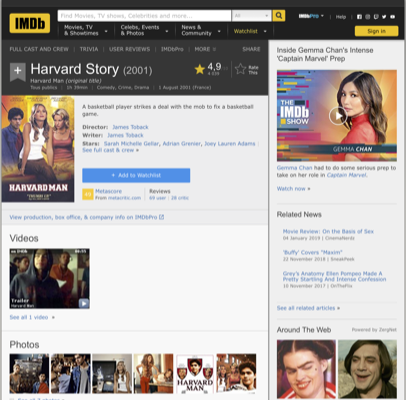 IMDb
Find Movies, TV shows, Celebrities and more...
All
IMDbPro
Help
Movies, TV
& Showtimes
Celebs, Events
& Photos
News &
Community
Watchlist
Sign in
FULL CAST AND CREW | TRIVIA | USER REVIEWS | IMDbPro | MORE
SHARE
Harvard Story (2001)
Harvard Man (original title)
Tous publics | 1h 39min | Comedy, Crime, Drama | 1 August 2001 (France)
4,9
Rate
This
HARVARD MAN
A basketball player strikes a deal with the mob to fix a basketball
game.
Director: James Toback
Writer: James Toback
Stars: Sarah Michelle Gellar, Adrian Grenier, Joey Lauren Adams |
See full cast & crew »
+ Add to Watchlist
Metascore
From metacritic.com
Reviews
69 user | 28 critic
View production, box office, & company info on IMDbPro
Videos
Trailer
Harvard Man
See all 1 video »
Photos
HARVARD
MAN
Inside Gemma Chan's Intense
'Captain Marvel' Prep
THE
IMDb
SHOW
GEMMA CHAN
Gemma Chan had to do some serious prep to
take on her role in Captain Marvel.
Watch now »
Related News
Movie Review: On the Basis of Sex
04 January 2019 | CinemaNerdz
'Buffy' Covers "Maxim"
22 November 2018 | SneakPeek
Grey's Anatomy Ellen Pompeo Made A
Pretty Startling And Intense Confession
10 November 2017 | OnTheFlix
See all related articles »
Around The Web
Powered by ZergNet